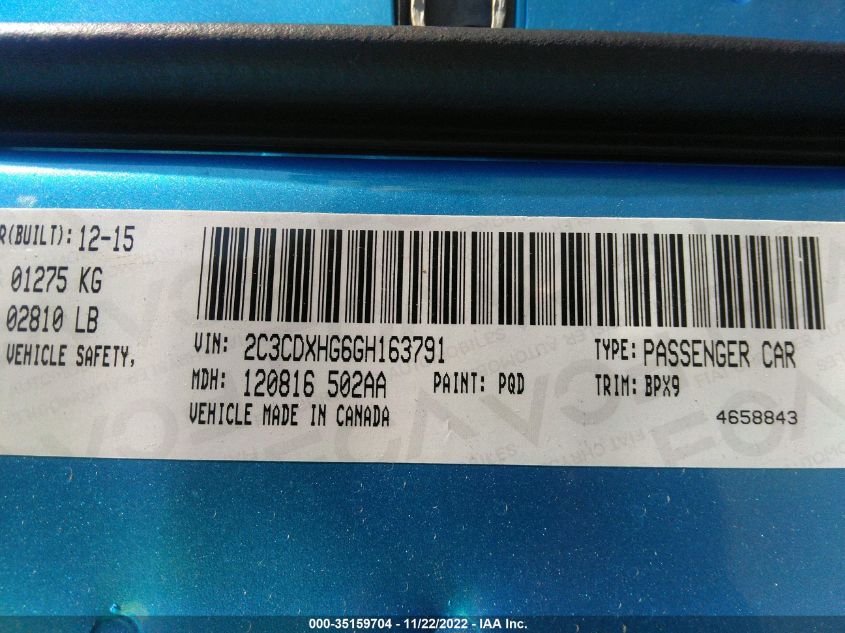 R(BUILT): 12-15
01275 KG
02810 LB
VEHICLE SAFETY,
VIN: 2C3CDXHG6GH163791
TYPE: PASSENGER CAR
MDH: 120816 502AA
PAINT: PQD
TRIM: BPX9
VEHICLE MADE IN CANADA
4658843
000-35159704 - 11/22/2022 - IAA Inc.